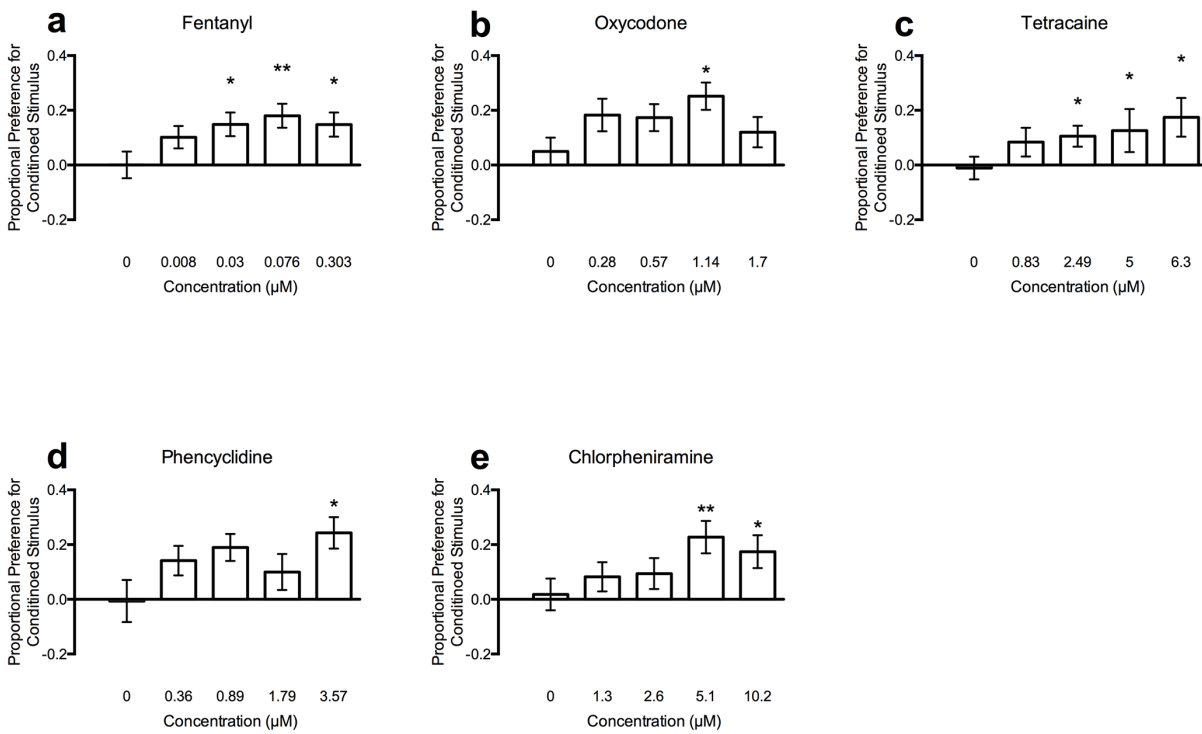 a
Fentanyl
Proportional Preference for
Conditinoed Stimulus
0.4
0.2
0.0
-0.2
* ** *
0 0.008 0.03 0.076 0.303
Concentration (µM)
b
Oxycodone
Proportional Preference for
Conditinoed Stimulus
0.4
0.2
0.0
-0.2
*
0 0.28 0.57 1.14 1.7
Concentration (µM)
c
Tetracaine
Proportional Preference for
Conditinoed Stimulus
0.4
0.2
0.0
-0.2
* * *
0 0.83 2.49 5 6.3
Concentration (µM)
d
Phencyclidine
Proportional Preference for
Conditinoed Stimulus
0.4
0.2
0.0
-0.2
*
0 0.36 0.89 1.79 3.57
Concentration (µM)
e
Chlorpheniramine
Proportional Preference for
Conditinoed Stimulus
0.4
0.2
0.0
-0.2
** *
0 1.3 2.6 5.1 10.2
Concentration (µM)